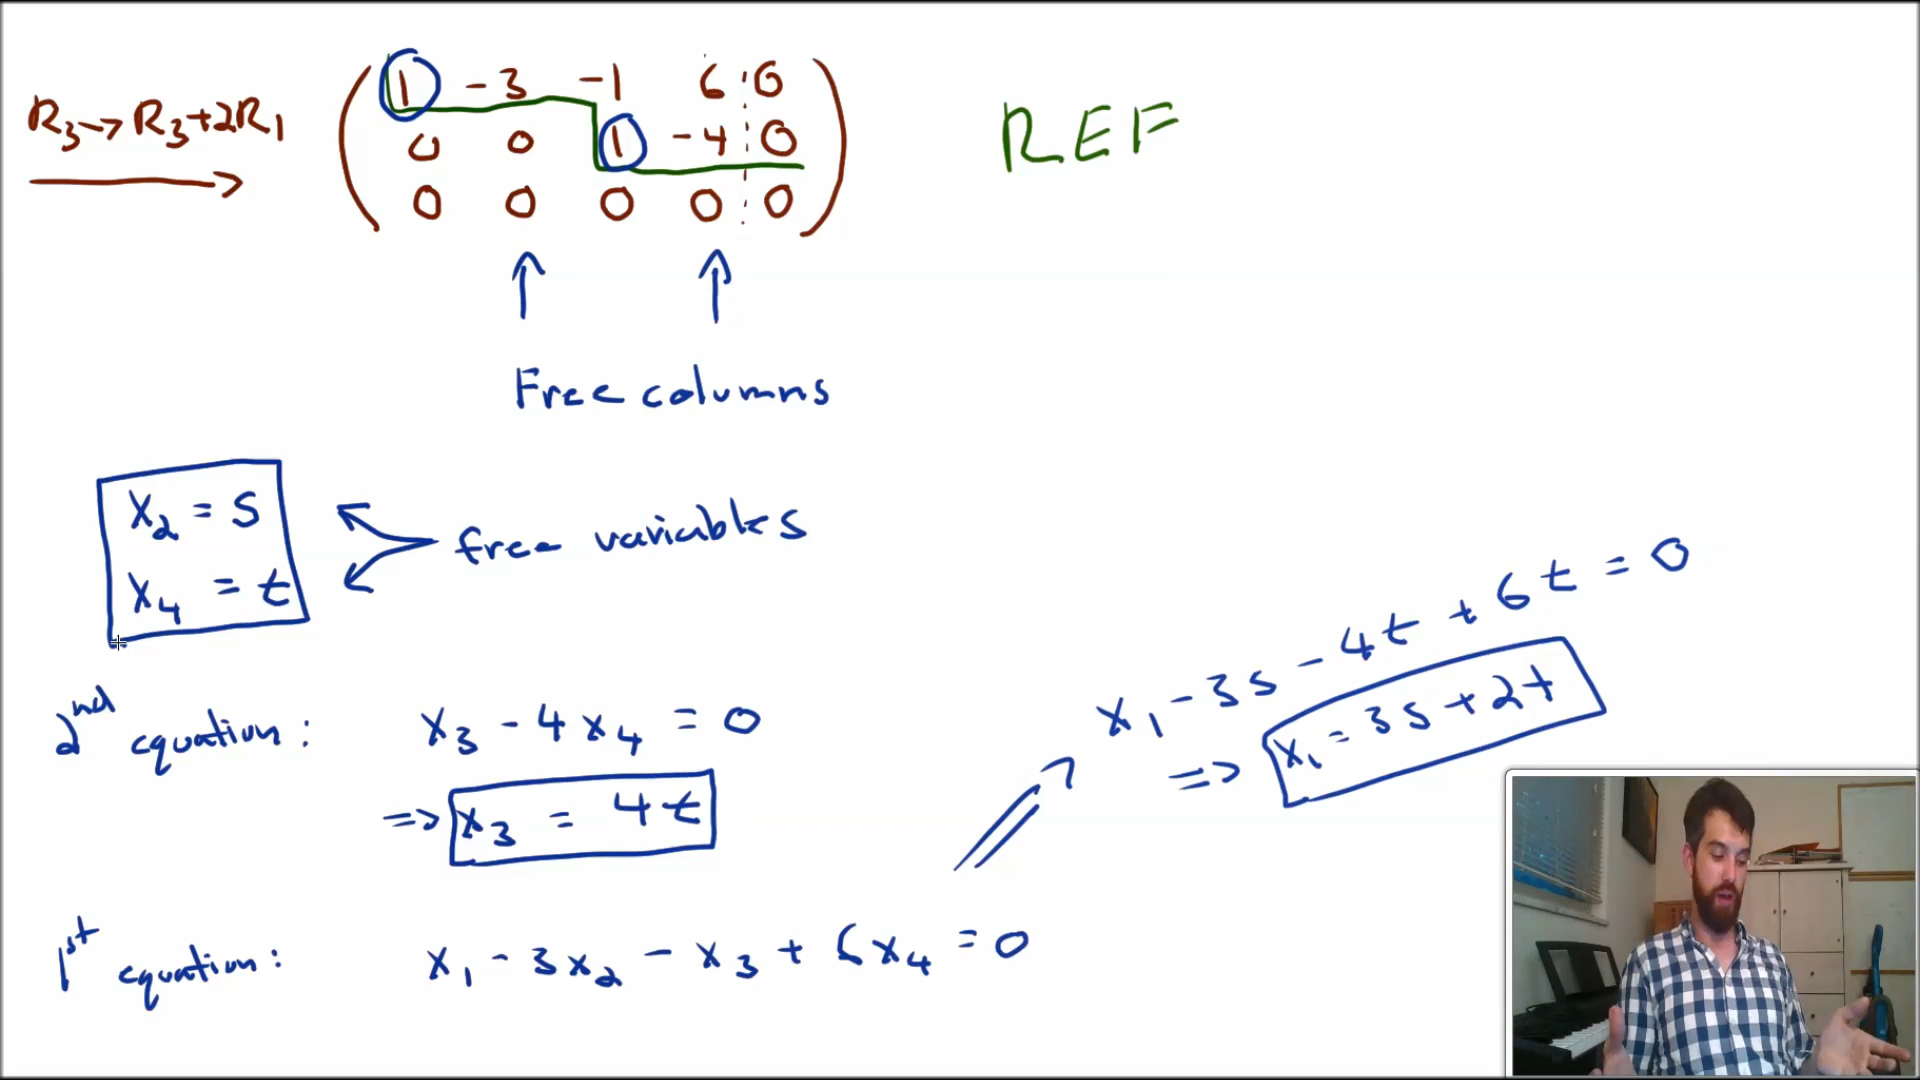 R₃→R₃+2R₁
1 -3 -1 6 0
0 0 1 -4 0
0 0 0 0 0
REF
Free columns
x₂ = s
x₄ = t
free variables
2nd equation: x₃ - 4x₄ = 0
=> x₃ = 4t
1st equation: x₁ - 3x₂ - x₃ + 6x₄ = 0
x₁ - 3s - 4t + 6t = 0
=> x₁ = 3s + 2t